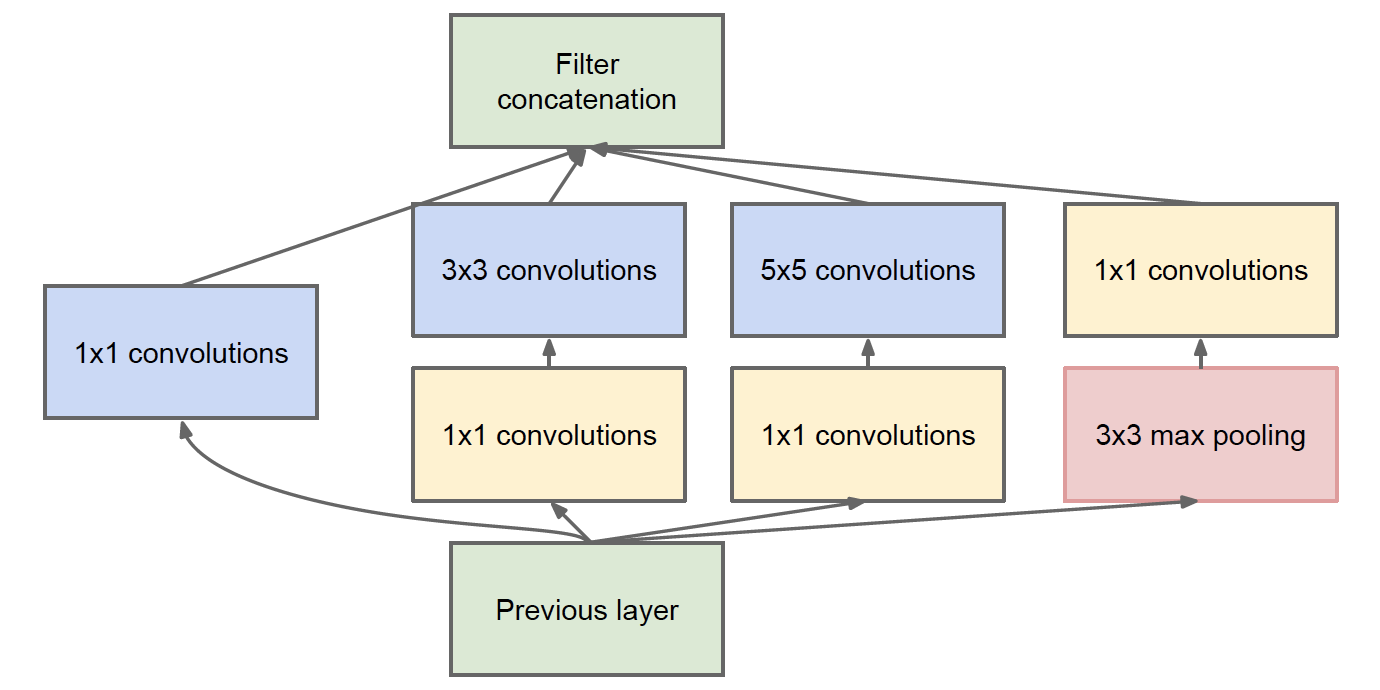 Filter
concatenation
3x3 convolutions
5x5 convolutions
1x1 convolutions
1x1 convolutions
1x1 convolutions
1x1 convolutions
3x3 max pooling
Previous layer